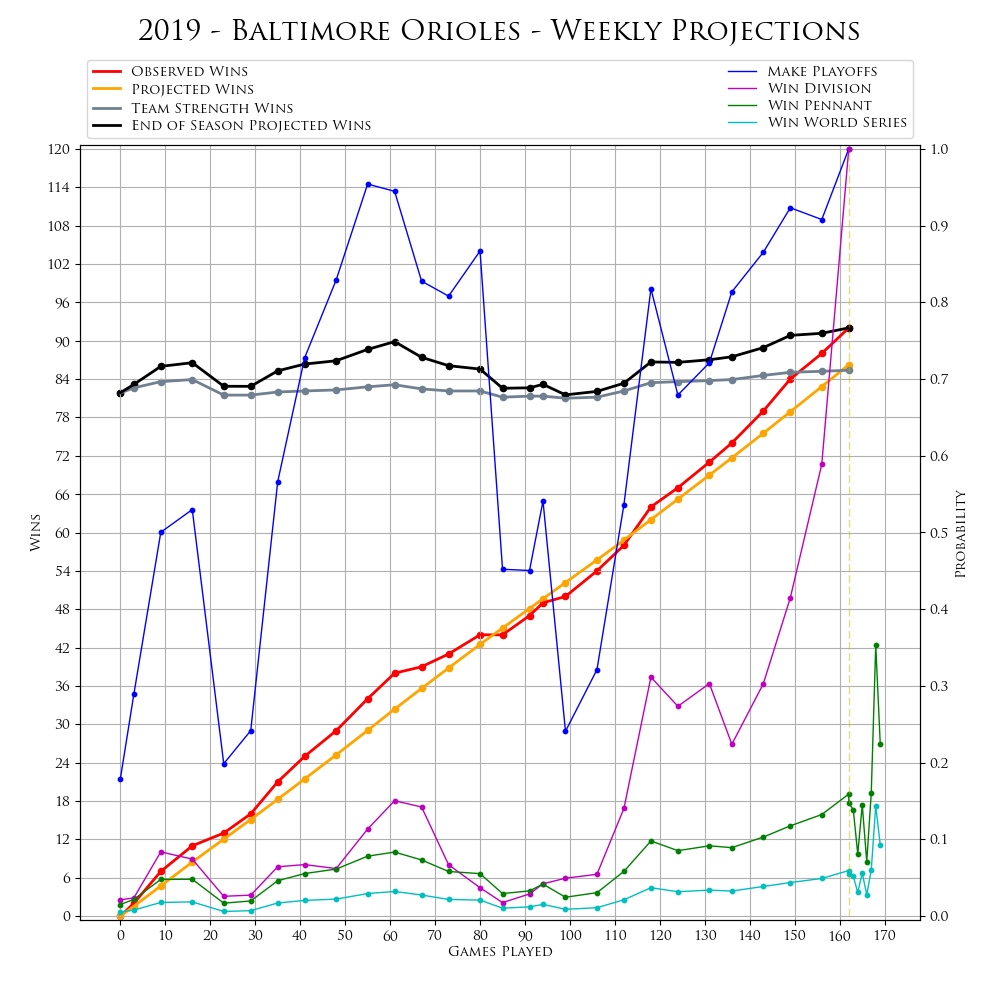 2019 - Baltimore Orioles - Weekly Projections
Observed Wins
Projected Wins
Team Strength Wins
End of Season Projected Wins
Make Playoffs
Win Division
Win Pennant
Win World Series
120
114
108
102
96
90
84
78
72
66
60
54
48
42
36
30
24
18
12
6
0
Wins
1.0
0.9
0.8
0.7
0.6
0.5
0.4
0.3
0.2
0.1
0.0
Probability
0 10 20 30 40 50 60 70 80 90 100 110 120 130 140 150 160 170
Games Played